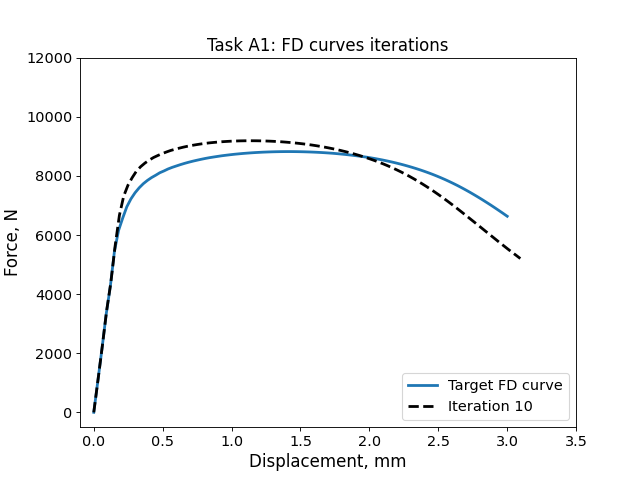 Task A1: FD curves iterations
12000
10000
8000
6000
4000
2000
0
Force, N
0.0 0.5 1.0 1.5 2.0 2.5 3.0 3.5
Displacement, mm
Target FD curve
Iteration 10